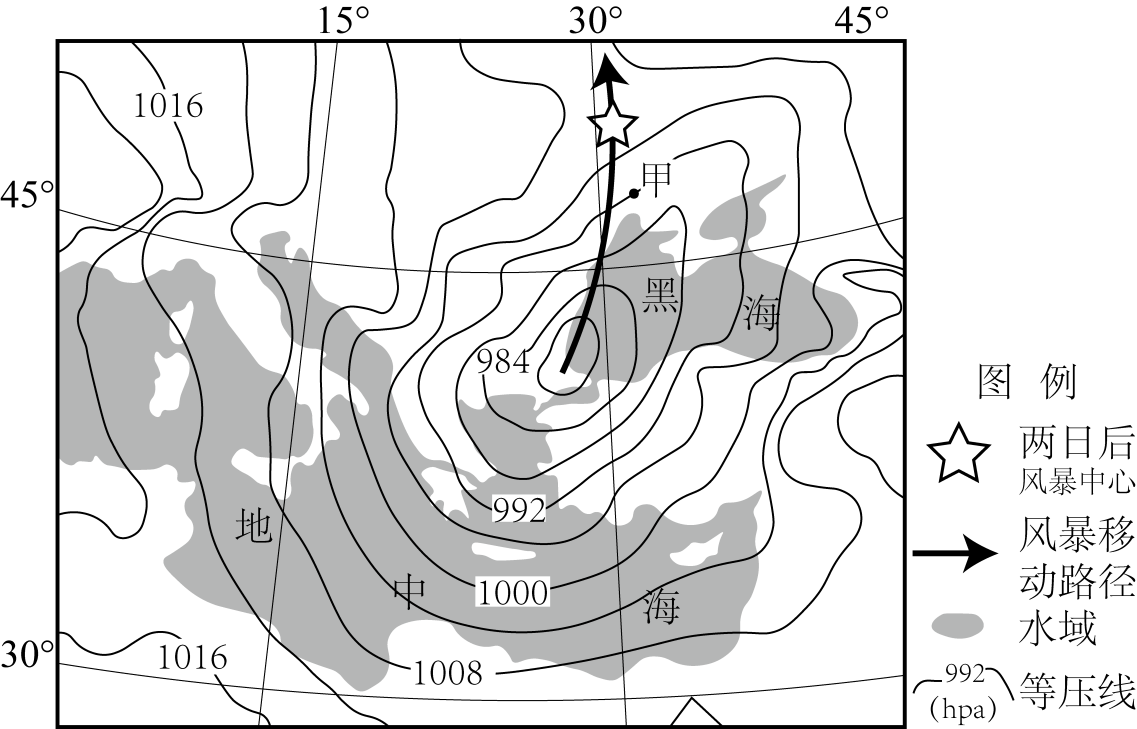 15° 30° 45°
1016
甲
45°
黑 海
984
图 例
两日后
风暴中心
992
地
风暴移
动路径
中 1000 海
水域
30°
1016
1008
992
(hpa)
等压线